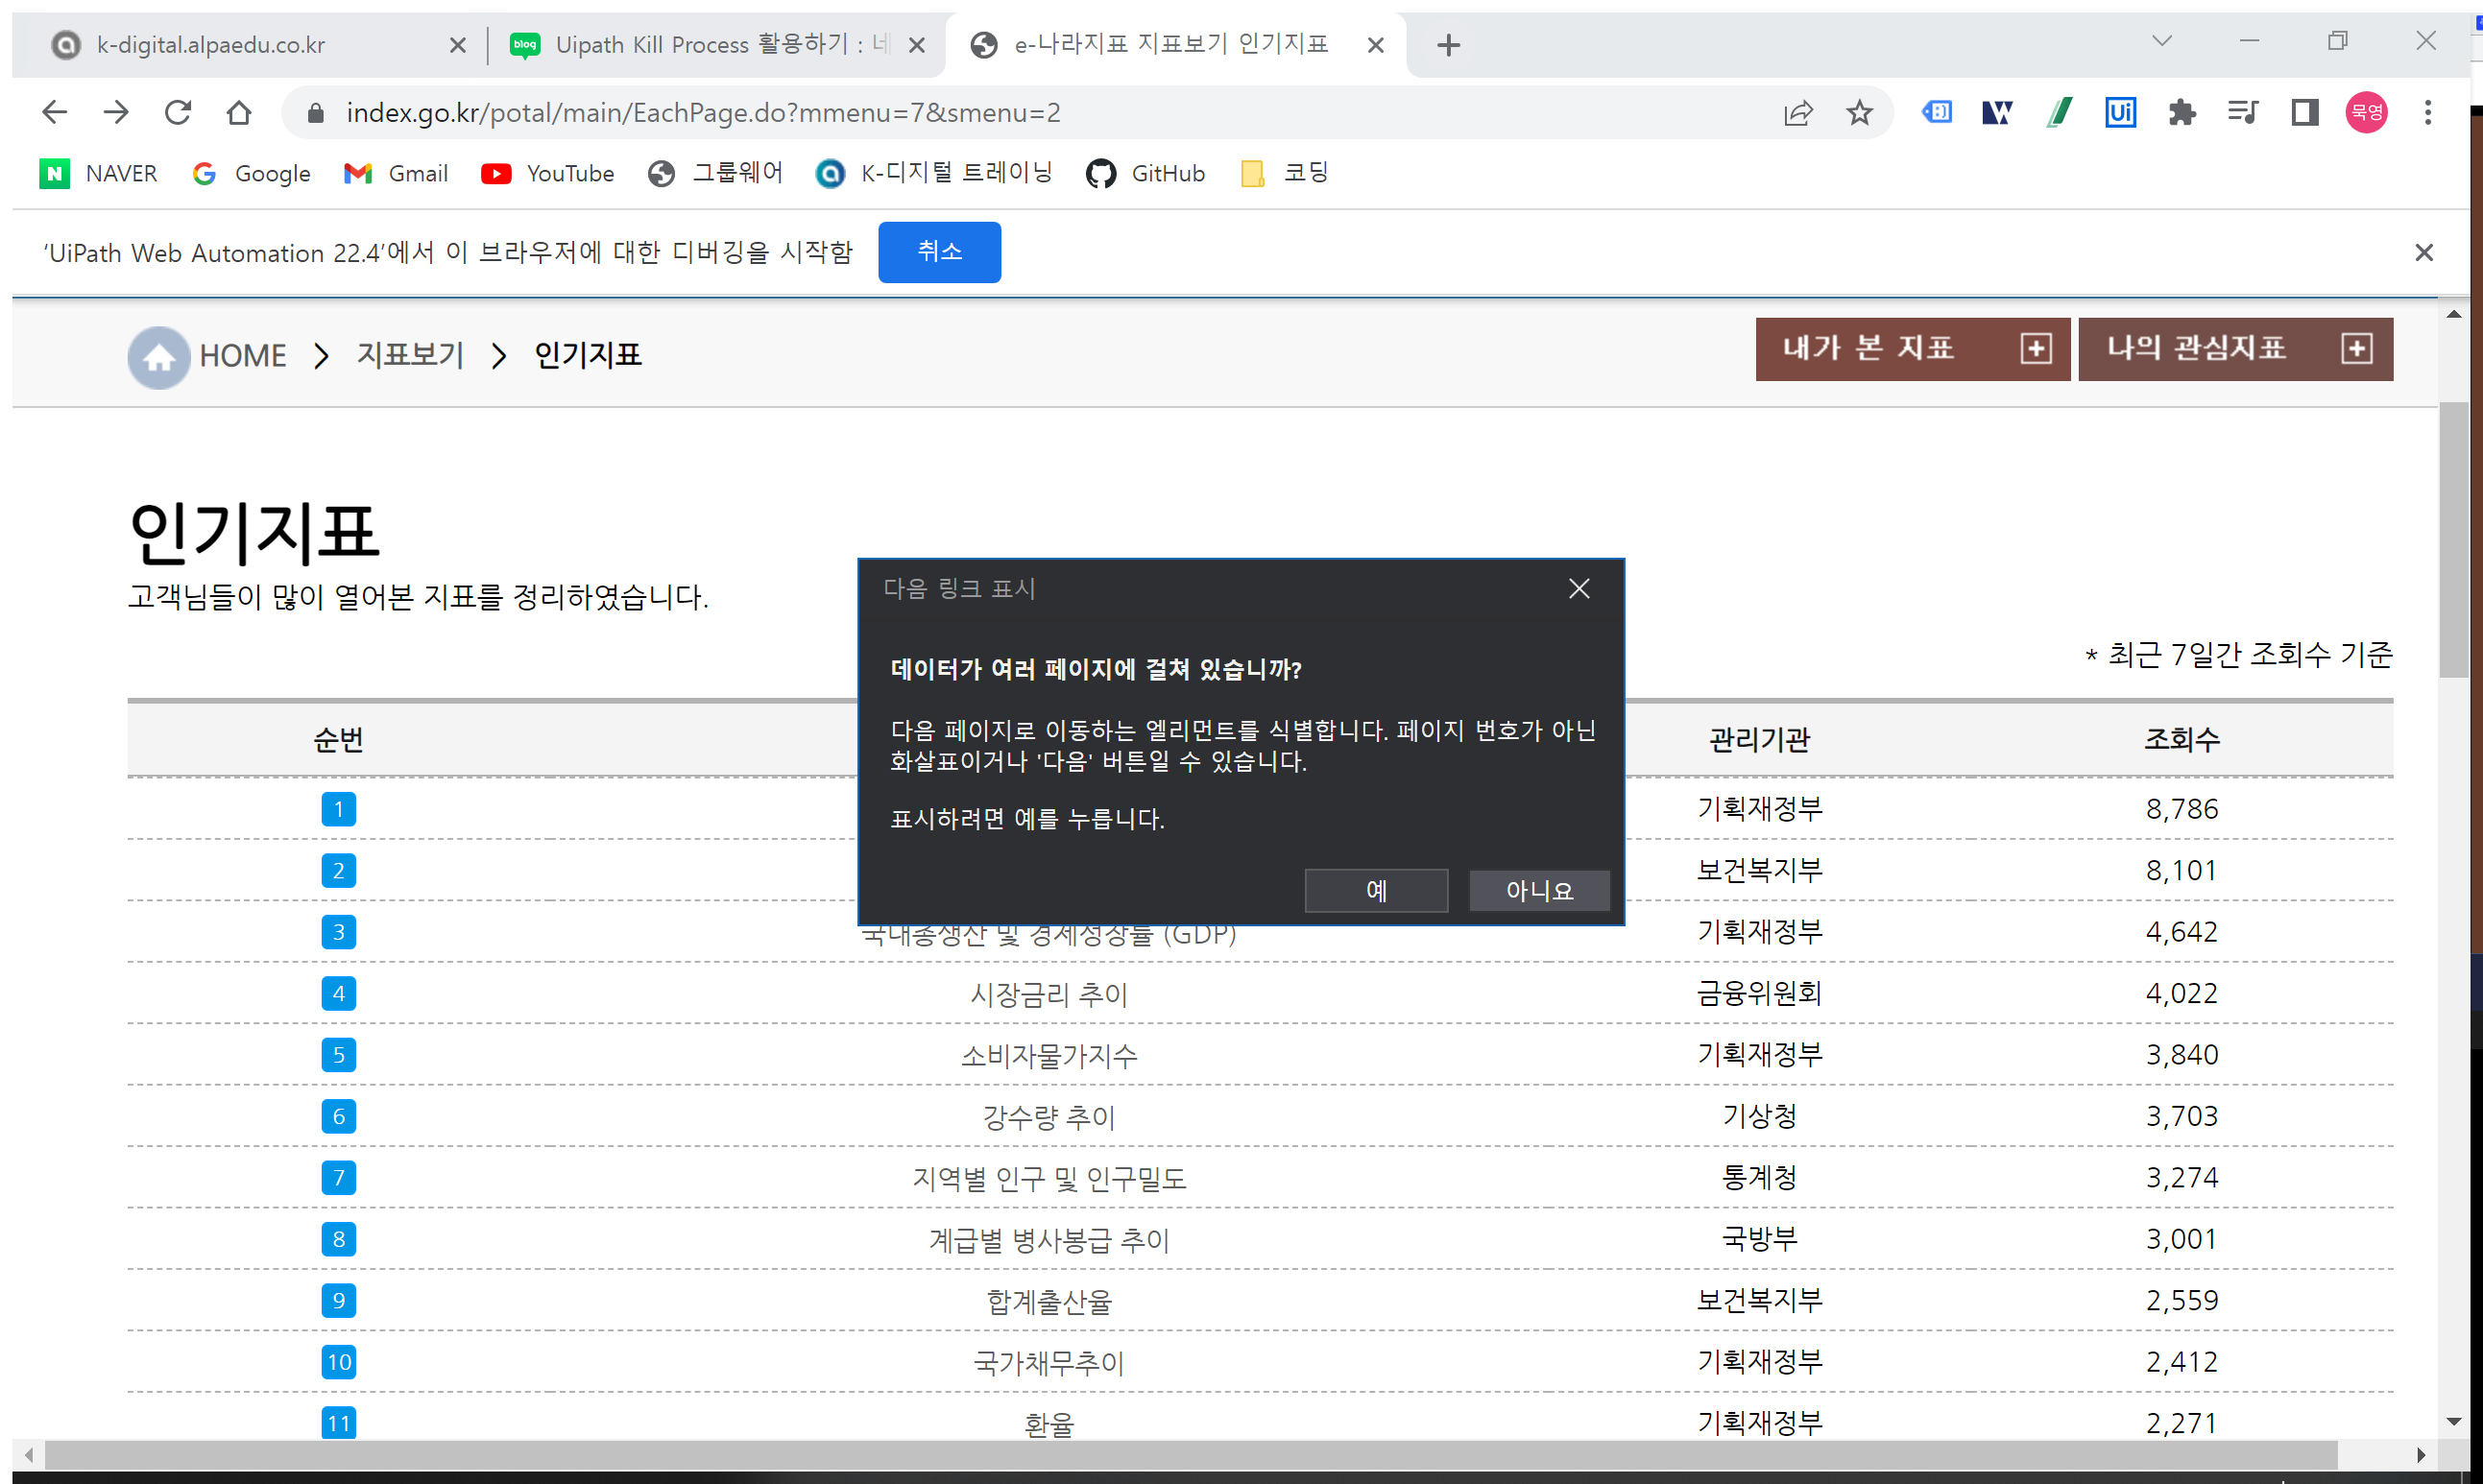 k-digital.alpaedu.co.kr
blog
Uipath Kill Process 활용하기 : 네
e-나라지표 지표보기 인기지표
index.go.kr/potal/main/EachPage.do?mmenu=7&smenu=2
Ui
묵영
N NAVER
Google
Gmail
YouTube
그룹웨어
K-디지털 트레이닝
GitHub
코딩
'UiPath Web Automation 22.4'에서 이 브라우저에 대한 디버깅을 시작함
취소
HOME > 지표보기 > 인기지표
내가 본 지표
나의 관심지표
인기지표
고객님들이 많이 열어본 지표를 정리하였습니다.
* 최근 7일간 조회수 기준
다음 링크 표시
데이터가 여러 페이지에 걸쳐 있습니까?
다음 페이지로 이동하는 엘리먼트를 식별합니다. 페이지 번호가 아닌
화살표이거나 '다음' 버튼일 수 있습니다.
표시하려면 예를 누릅니다.
예 아니요
순번 관리기관 조회수
1 기획재정부 8,786
2 보건복지부 8,101
3 국내총생산 및 경제성장률 (GDP) 기획재정부 4,642
4 시장금리 추이 금융위원회 4,022
5 소비자물가지수 기획재정부 3,840
6 강수량 추이 기상청 3,703
7 지역별 인구 및 인구밀도 통계청 3,274
8 계급별 병사봉급 추이 국방부 3,001
9 합계출산율 보건복지부 2,559
10 국가채무추이 기획재정부 2,412
11 환율 기획재정부 2,271